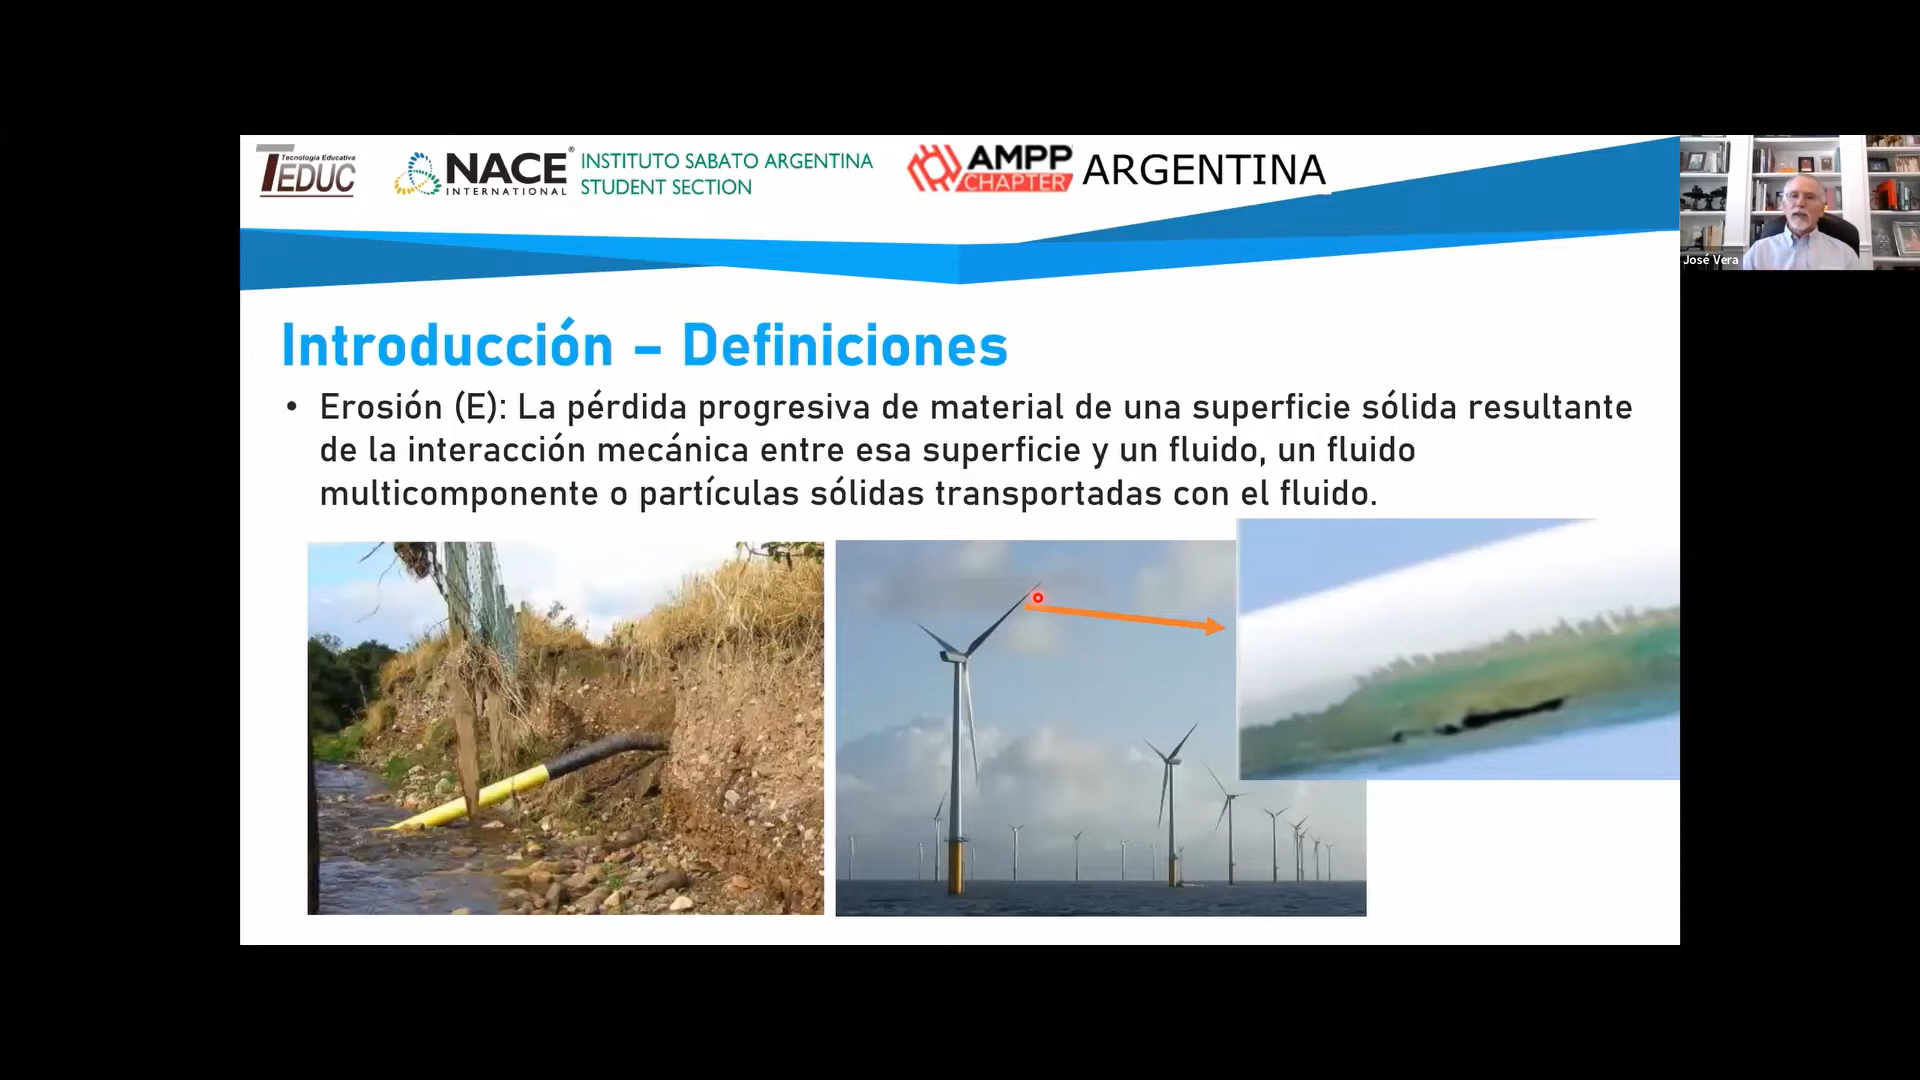 Tecnología Educativa
TEDUC
NACE®
INTERNATIONAL
INSTITUTO SABATO ARGENTINA
STUDENT SECTION
AMPP
CHAPTER
ARGENTINA
José Vera
Introducción – Definiciones
• Erosión (E): La pérdida progresiva de material de una superficie sólida resultante
de la interacción mecánica entre esa superficie y un fluido, un fluido
multicomponente o partículas sólidas transportadas con el fluido.